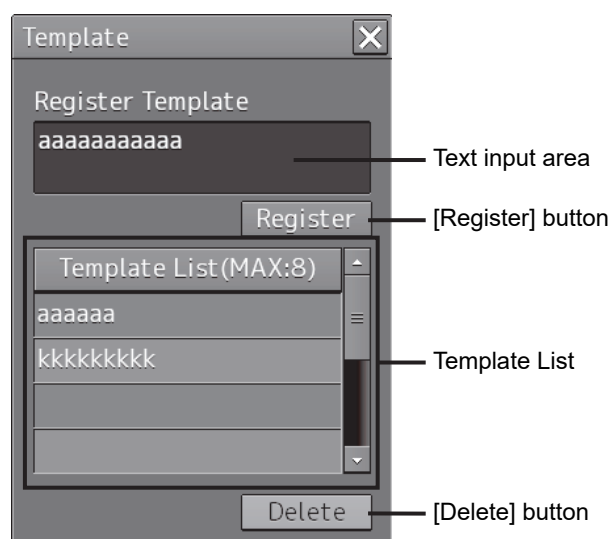 Template
Register Template
aaaaaaaaaaa
Text input area
Register
[Register] button
Template List(MAX:8)
aaaaaa
kkkkkkkkk
Template List
Delete
[Delete] button